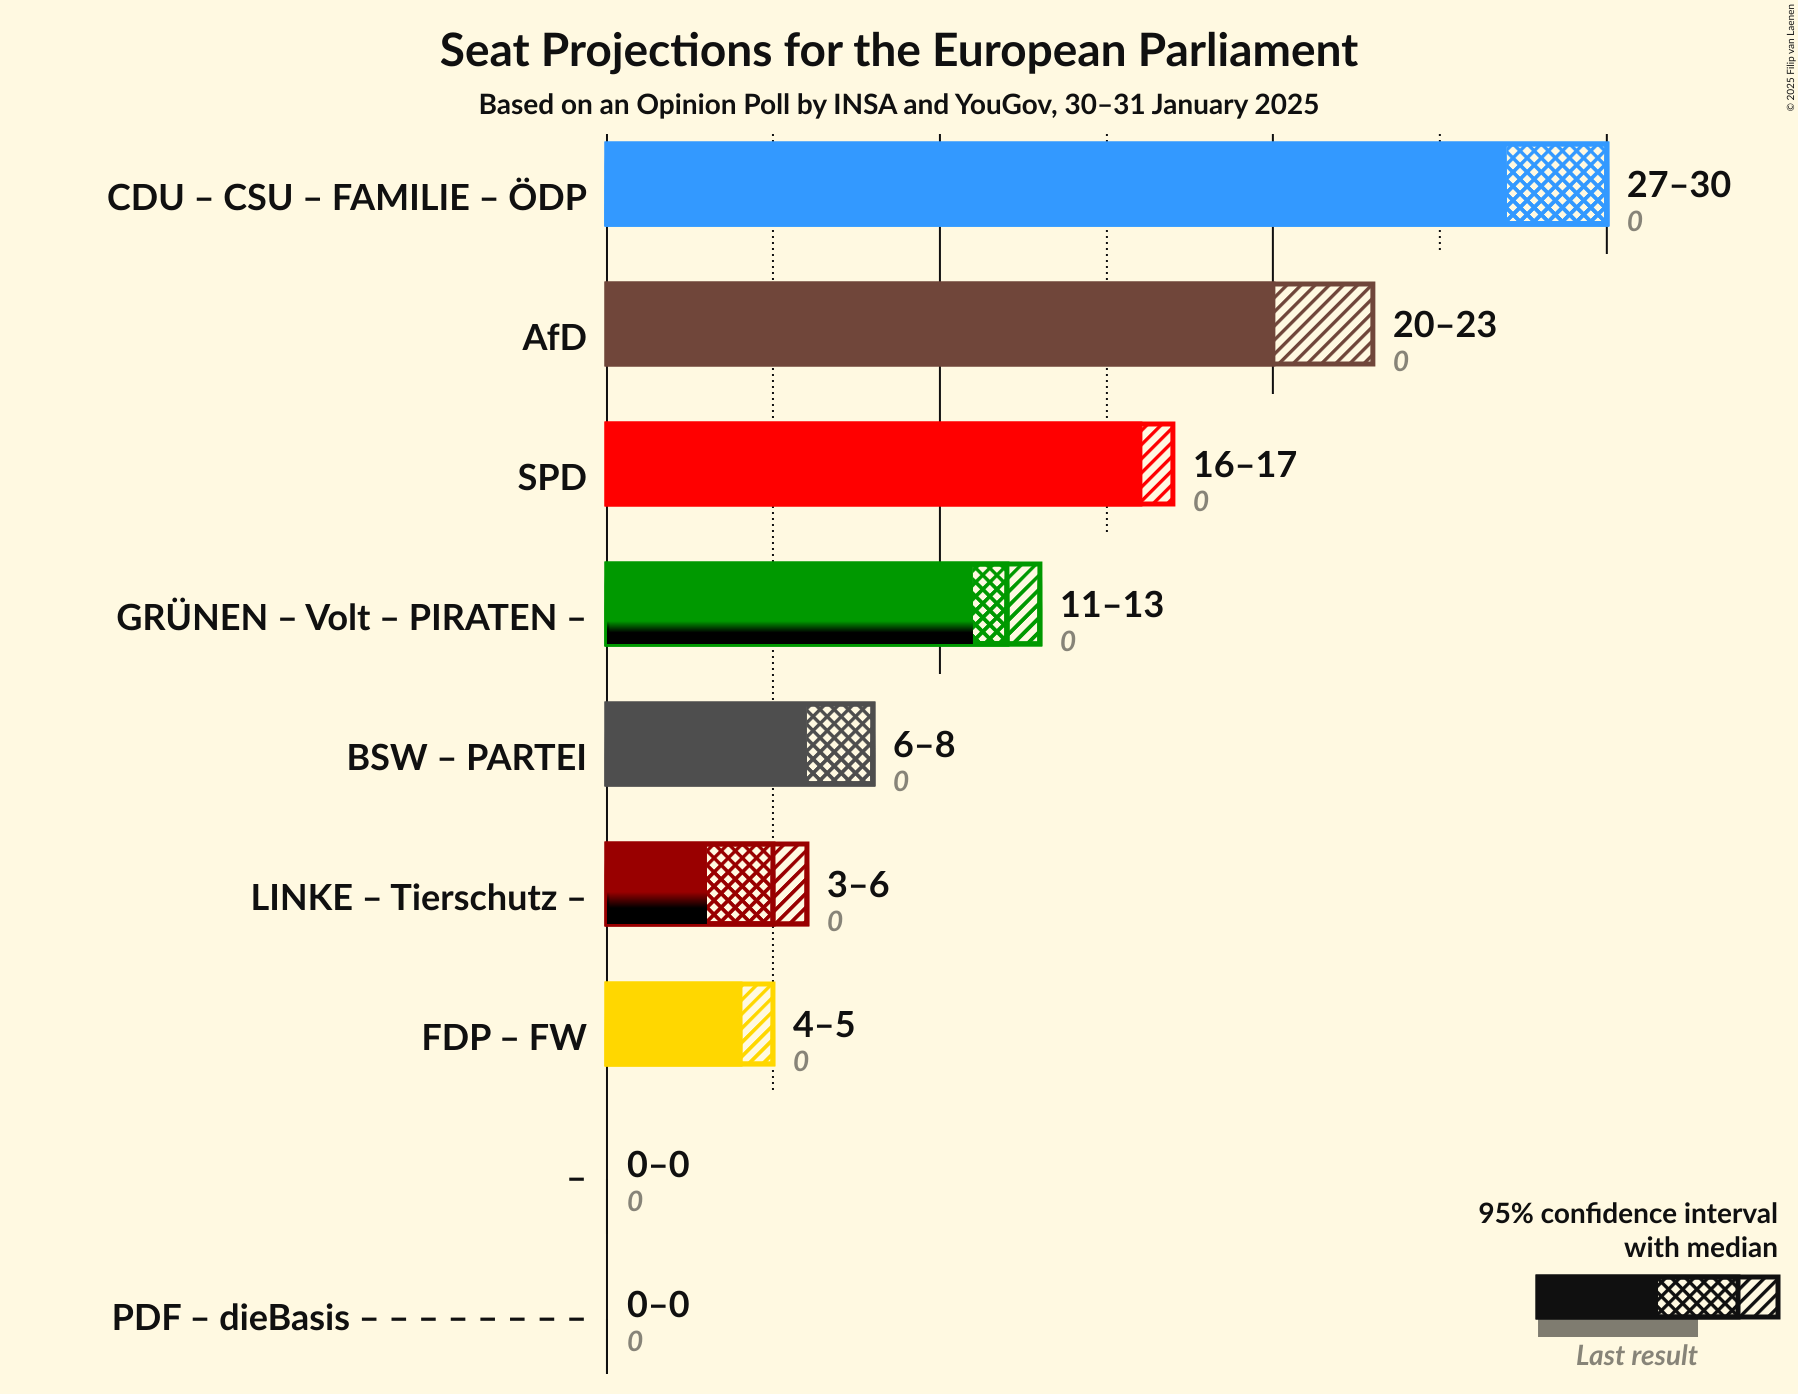 Seat Projections for the European Parliament
Based on an Opinion Poll by INSA and YouGov, 30–31 January 2025
© 2025 Filip van Laenen
CDU – CSU – FAMILIE – ÖDP
27–30
0
AfD
20–23
0
SPD
16–17
0
GRÜNEN – Volt – PIRATEN –
11–13
0
BSW – PARTEI
6–8
0
LINKE – Tierschutz –
3–6
0
FDP – FW
4–5
0
–
0–0
0
PDF – dieBasis – – – – – – – –
0–0
0
95% confidence interval
with median
Last result